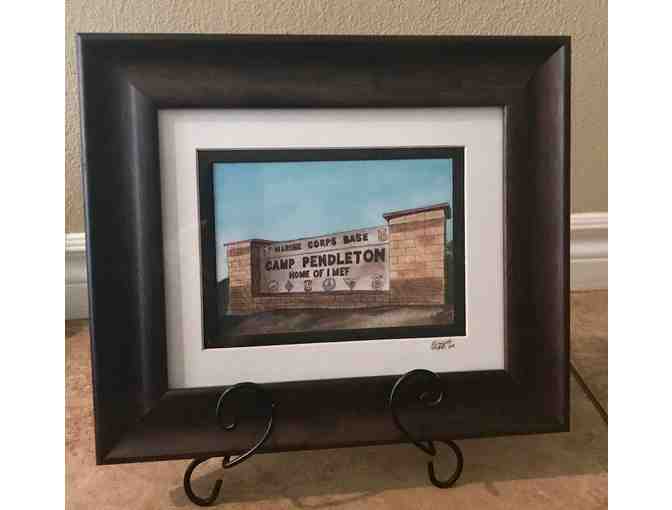 MARINE CORPS BASE
CAMP PENDLETON
HOME OF I MEF